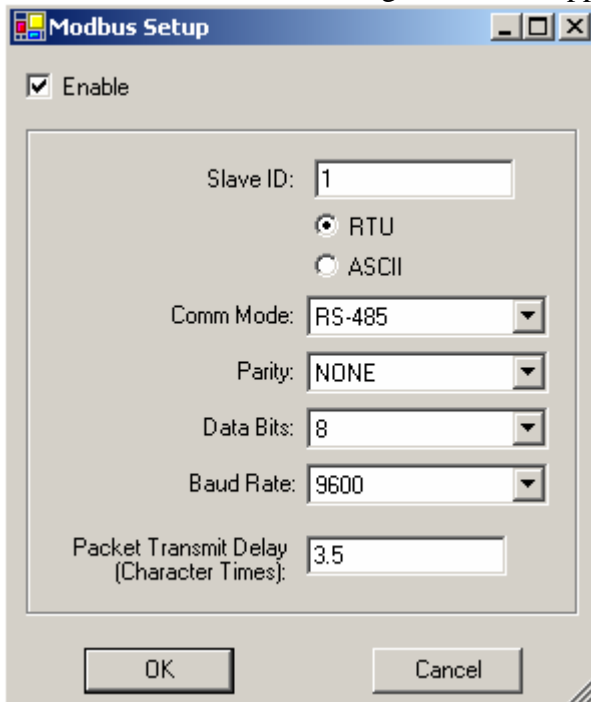 Modbus Setup
Enable
Slave ID: 1
RTU
ASCII
Comm Mode: RS-485
Parity: NONE
Data Bits: 8
Baud Rate: 9600
Packet Transmit Delay
(Character Times): 3.5
OK Cancel